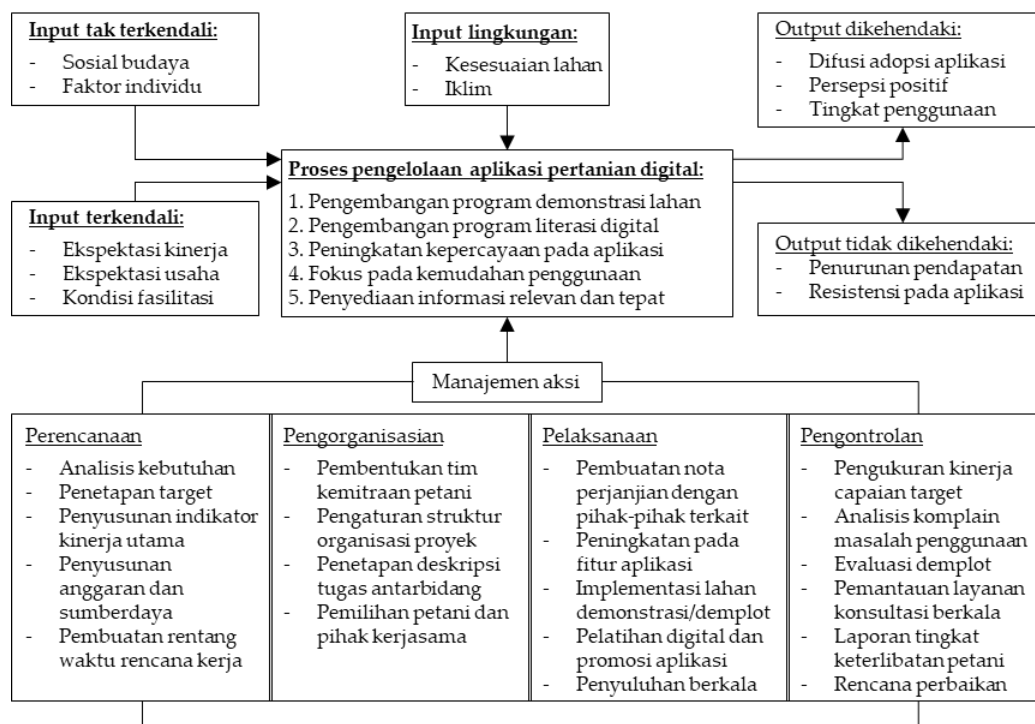 Input tak terkendali:
- Sosial budaya
- Faktor individu
Input lingkungan:
- Kesesuaian lahan
- Iklim
Output dikehendaki:
- Difusi adopsi aplikasi
- Persepsi positif
- Tingkat penggunaan
Input terkendali:
- Ekspektasi kinerja
- Ekspektasi usaha
- Kondisi fasilitasi
Proses pengelolaan aplikasi pertanian digital:
1. Pengembangan program demonstrasi lahan
2. Pengembangan program literasi digital
3. Peningkatan kepercayaan pada aplikasi
4. Fokus pada kemudahan penggunaan
5. Penyediaan informasi relevan dan tepat
Output tidak dikehendaki:
- Penurunan pendapatan
- Resistensi pada aplikasi
Manajemen aksi
Perencanaan
- Analisis kebutuhan
- Penetapan target
- Penyusunan indikator
kinerja utama
- Penyusunan
anggaran dan
sumberdaya
- Pembuatan rentang
waktu rencana kerja
Pengorganisasian
- Pembentukan tim
kemitraan petani
- Pengaturan struktur
organisasi proyek
- Penetapan deskripsi
tugas antarbidang
- Pemilihan petani dan
pihak kerjasama
Pelaksanaan
- Pembuatan nota
perjanjian dengan
pihak-pihak terkait
- Peningkatan pada
fitur aplikasi
- Implementasi lahan
demonstrasi/demplot
- Pelatihan digital dan
promosi aplikasi
- Penyuluhan berkala
Pengontrolan
- Pengukuran kinerja
capaian target
- Analisis komplain
masalah penggunaan
- Evaluasi demplot
- Pemantauan layanan
konsultasi berkala
- Laporan tingkat
keterlibatan petani
- Rencana perbaikan